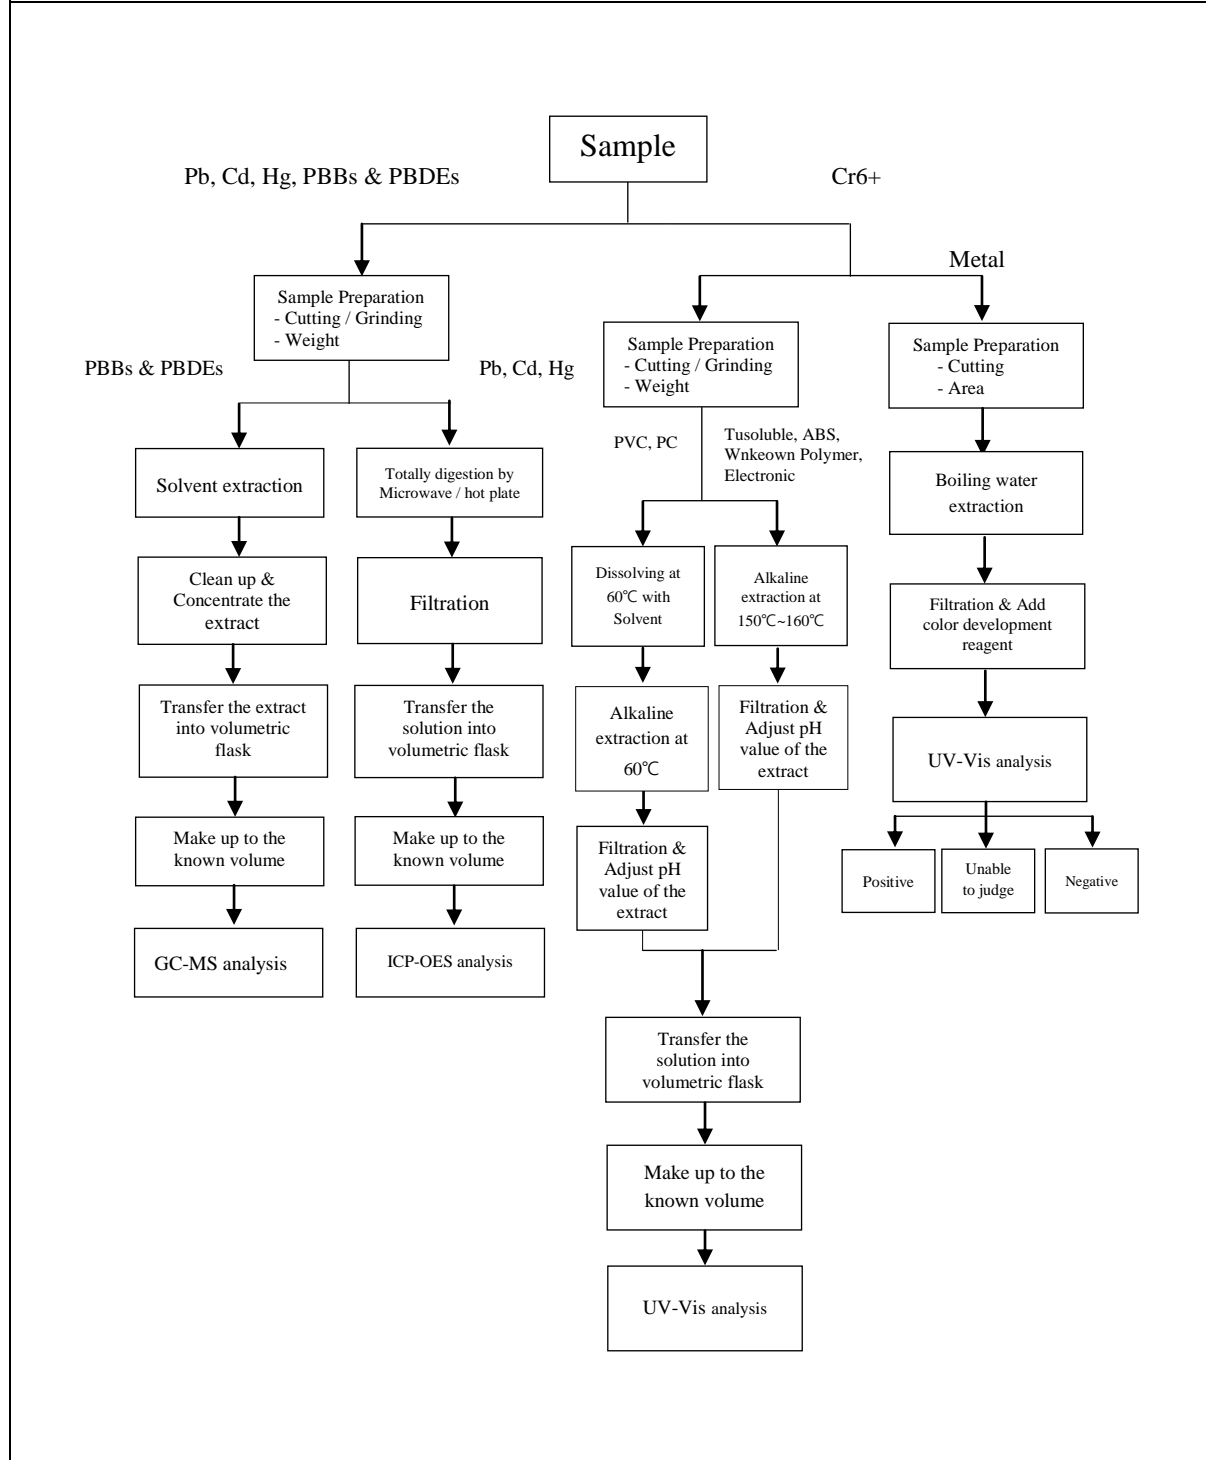 Sample
Pb, Cd, Hg, PBBs & PBDEs
Cr6+
Metal
Sample Preparation
- Cutting / Grinding
- Weight
PBBs & PBDEs
Pb, Cd, Hg
Solvent extraction
Clean up &
Concentrate the
extract
Transfer the extract
into volumetric
flask
Make up to the
known volume
GC-MS analysis
Totally digestion by
Microwave / hot plate
Filtration
Transfer the
solution into
volumetric flask
Make up to the
known volume
ICP-OES analysis
Sample Preparation
- Cutting / Grinding
- Weight
PVC, PC
Tusoluble, ABS,
Wnkeown Polymer,
Electronic
Dissolving at
60℃ with
Solvent
Alkaline
extraction at
60℃
Filtration &
Adjust pH
value of the
extract
Alkaline
extraction at
150℃~160℃
Filtration &
Adjust pH
value of the
extract
Transfer the
solution into
volumetric flask
Make up to the
known volume
UV-Vis analysis
Sample Preparation
- Cutting
- Area
Boiling water
extraction
Filtration & Add
color development
reagent
UV-Vis analysis
Positive
Unable
to judge
Negative